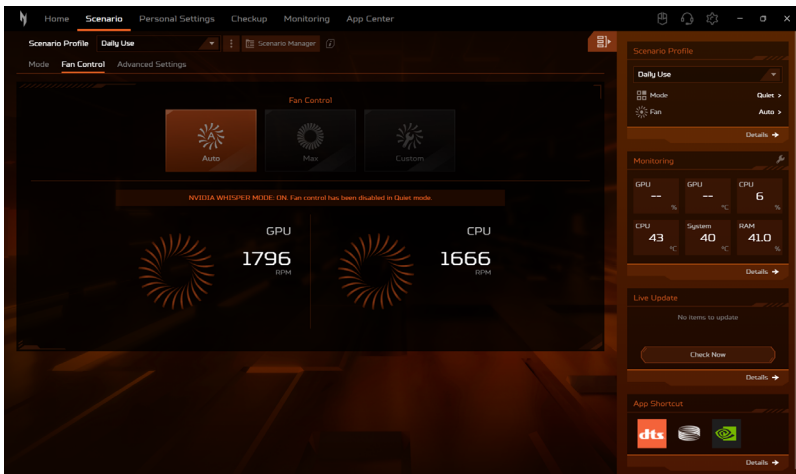 Home Scenario Personal Settings Checkup Monitoring App Center
Scenario Profile Daily Use Scenario Manager
Mode Fan Control Advanced Settings
Fan Control
Auto Max Custom
NVIDIA WHISPER MODE: ON. Fan control has been disabled in Quiet mode.
GPU
1796
RPM
CPU
1666
RPM
Scenario Profile
Daily Use
Mode Quiet >
Fan Auto >
Details
Monitoring
GPU GPU CPU
-- -- 6
% °C %
CPU System RAM
43 40 41.0
°C °C %
Details
Live Update
No items to update
Check Now
Details
App Shortcut
dts
Details